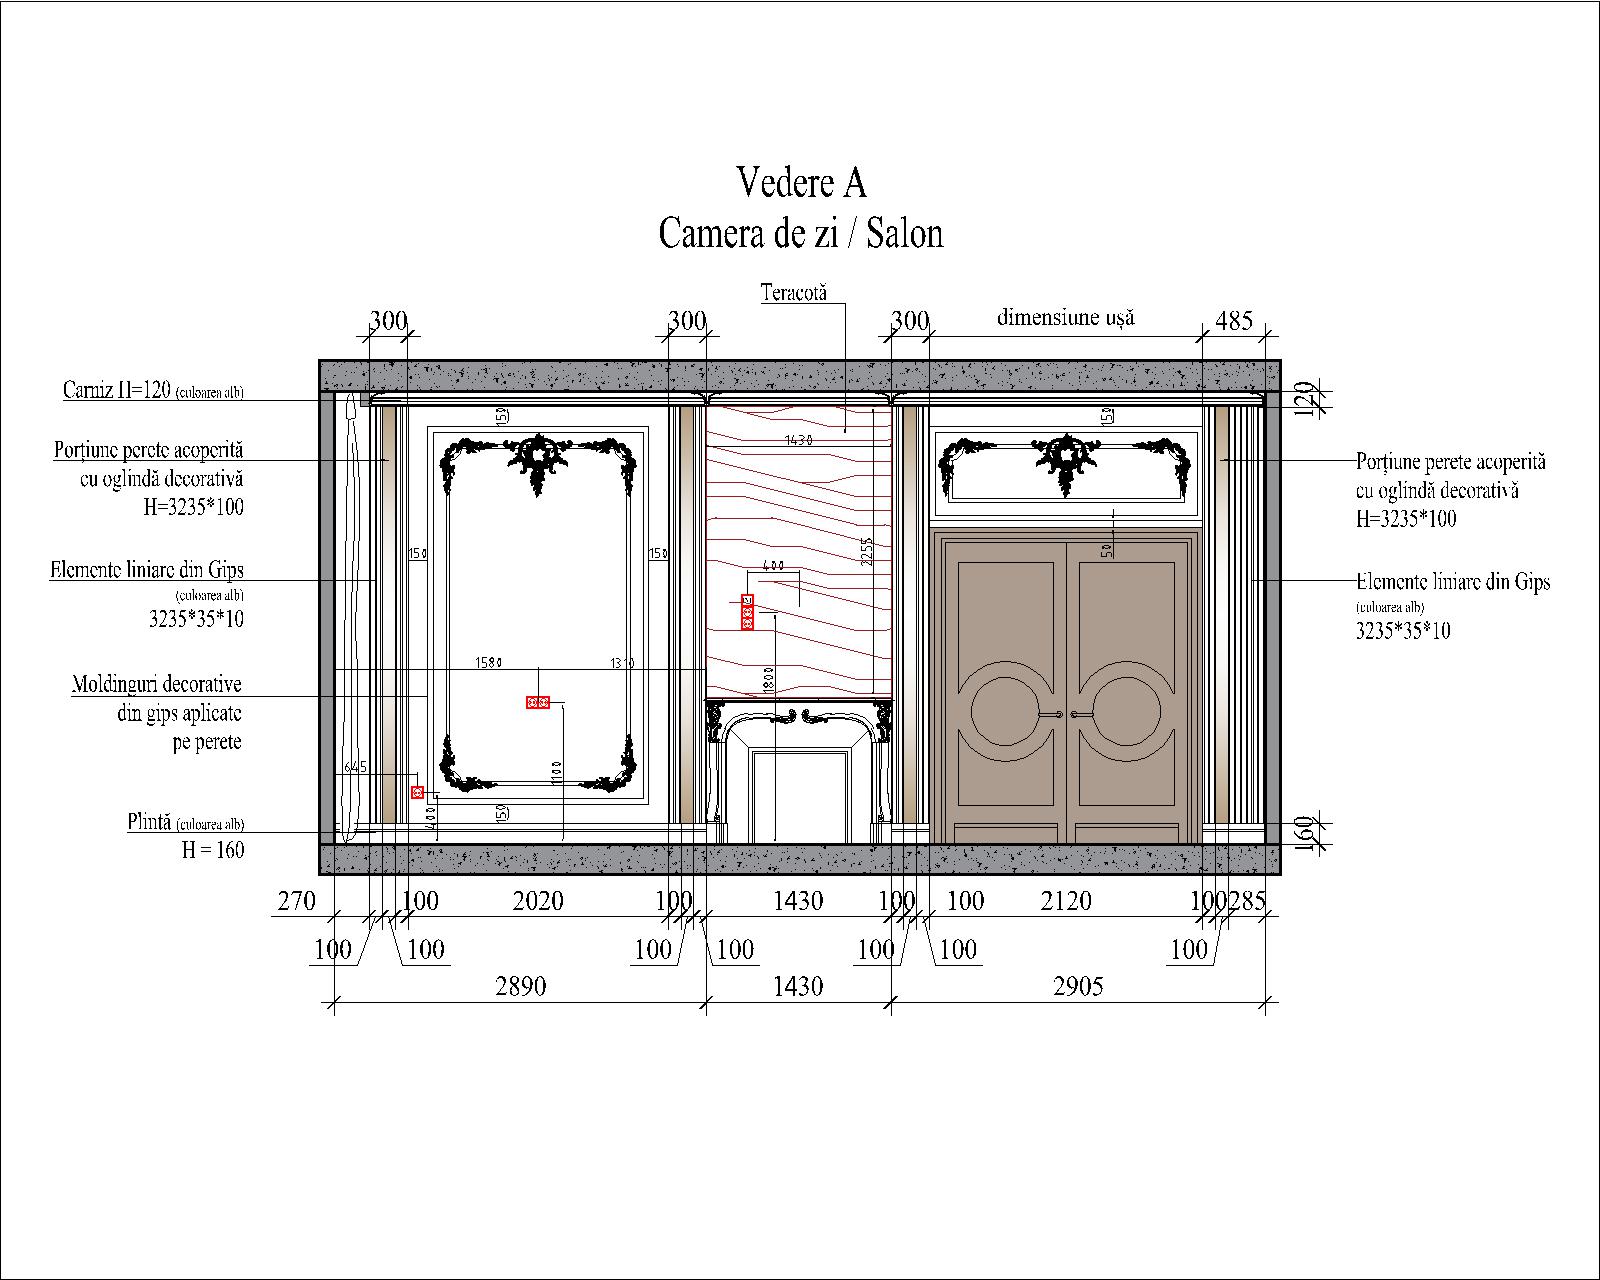 Vedere A
Camera de zi / Salon
Teracotă
300
300
300
dimensiune ușă
485
Carniz H=120 (culoarea alb)
120
Porțiune perete acoperită
cu oglindă decorativă
H=3235*100
Elemente liniare din Gips
(culoarea alb)
3235*35*10
Moldinguri decorative
din gips aplicate
pe perete
Plintă (culoarea alb)
H = 160
150
150
150
150
1580
1310
645
400
1100
1430
2255
400
1800
150
50
Porțiune perete acoperită
cu oglindă decorativă
H=3235*100
Elemente liniare din Gips
(culoarea alb)
3235*35*10
160
270
100
2020
100
1430
100
100
2120
100
285
100
100
100
100
100
100
100
2890
1430
2905